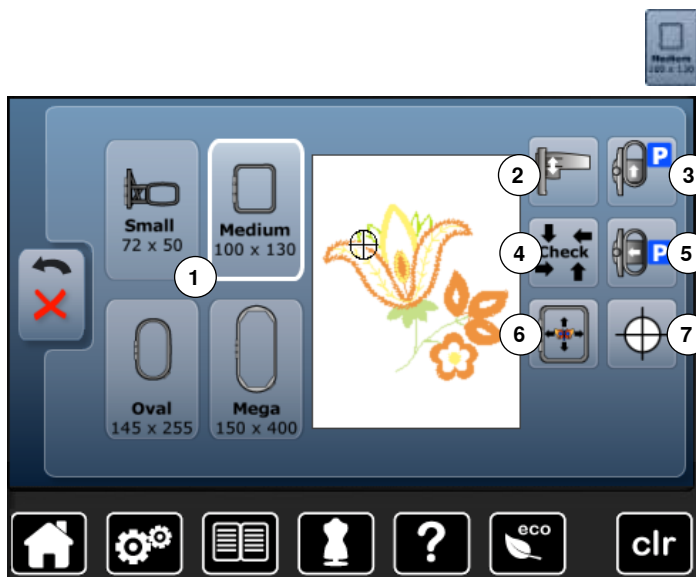 Medium
100 x 130
Small
72 x 50
Medium
100 x 130
1
Oval
145 x 255
Mega
150 x 400
2
P
3
4
Check
P
5
6
7
?
eco
clr